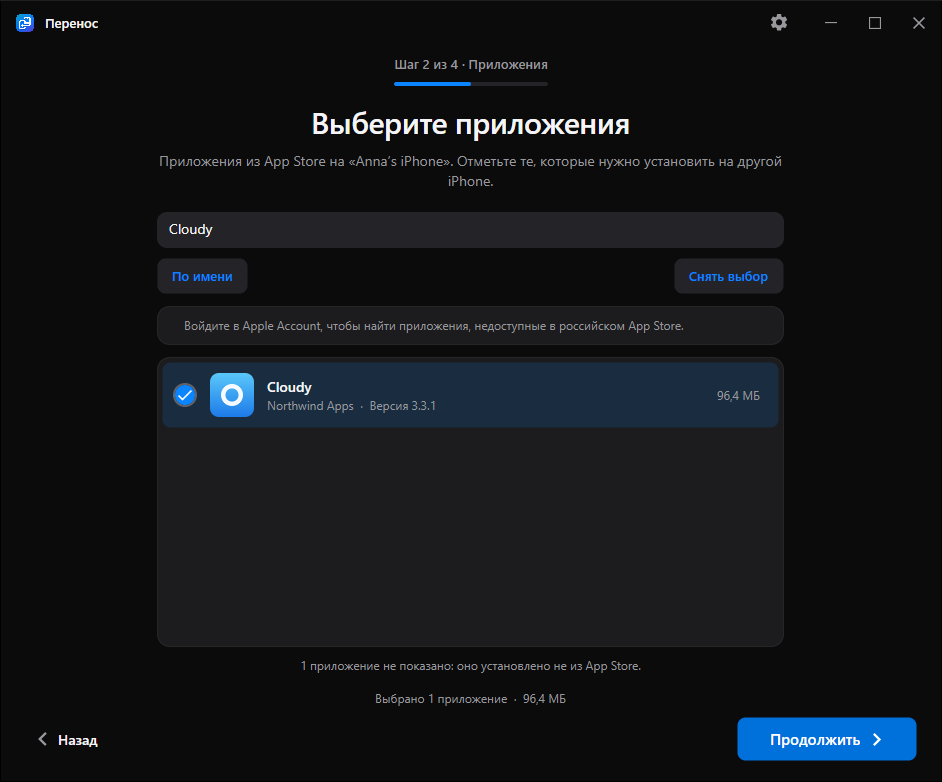 Перенос
Шаг 2 из 4 · Приложения
Выберите приложения
Приложения из App Store на «Anna’s iPhone». Отметьте те, которые нужно установить на другой
iPhone.
Cloudy
По имени
Снять выбор
Войдите в Apple Account, чтобы найти приложения, недоступные в российском App Store.
Cloudy
Northwind Apps · Версия 3.3.1
96,4 МБ
1 приложение не показано: оно установлено не из App Store.
Выбрано 1 приложение · 96,4 МБ
Назад
Продолжить